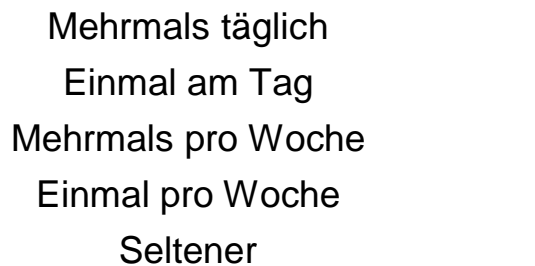 Mehrmals täglich
Einmal am Tag
Mehrmals pro Woche
Einmal pro Woche
Seltener